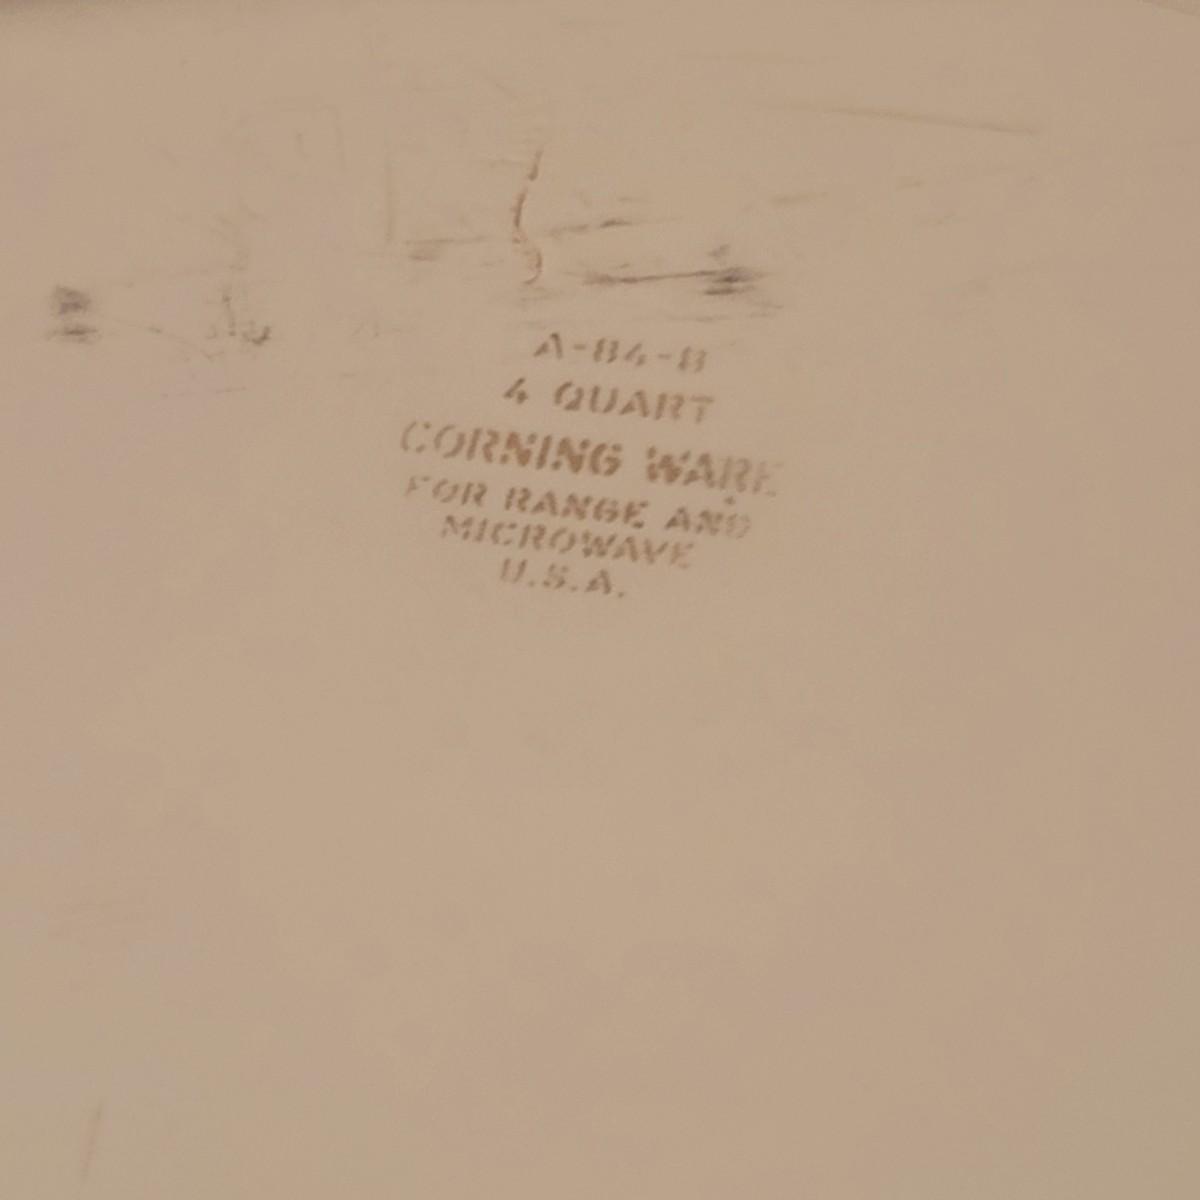 A-84-B
4 QUART
CORNING WARE
FOR RANGE AND
MICROWAVE
U.S.A.